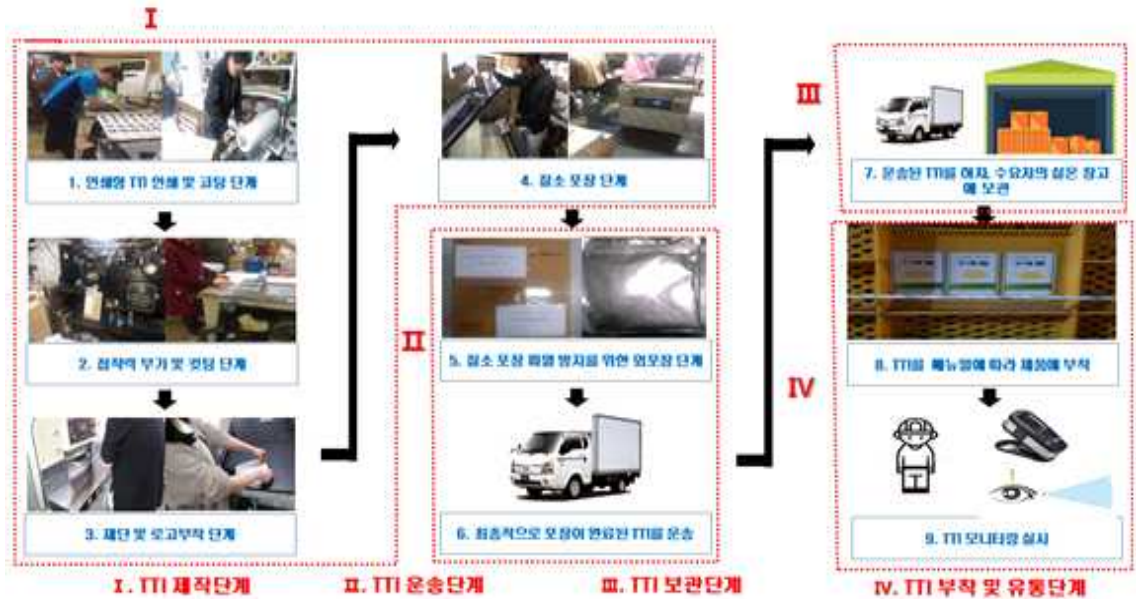 I
1. 인쇄형 TTI 인쇄 및 코팅 단계
2. 점착력 부가 및 컷팅 단계
3. 재단 및 로고부착 단계
4. 질소 포장 단계
II
5. 질소 포장 파열 방지를 위한 외포장 단계
6. 최종적으로 포장이 완료된 TTI를 운송
III
7. 운송된 TTI를 하차, 수요자의 실온 창고
에 보관
IV
8. TTI를 메뉴얼에 따라 제품에 부착
9. TTI 모니터링 실시
I. TTI 제작단계
II. TTI 운송단계
III. TTI 보관단계
IV. TTI 부착 및 유통단계